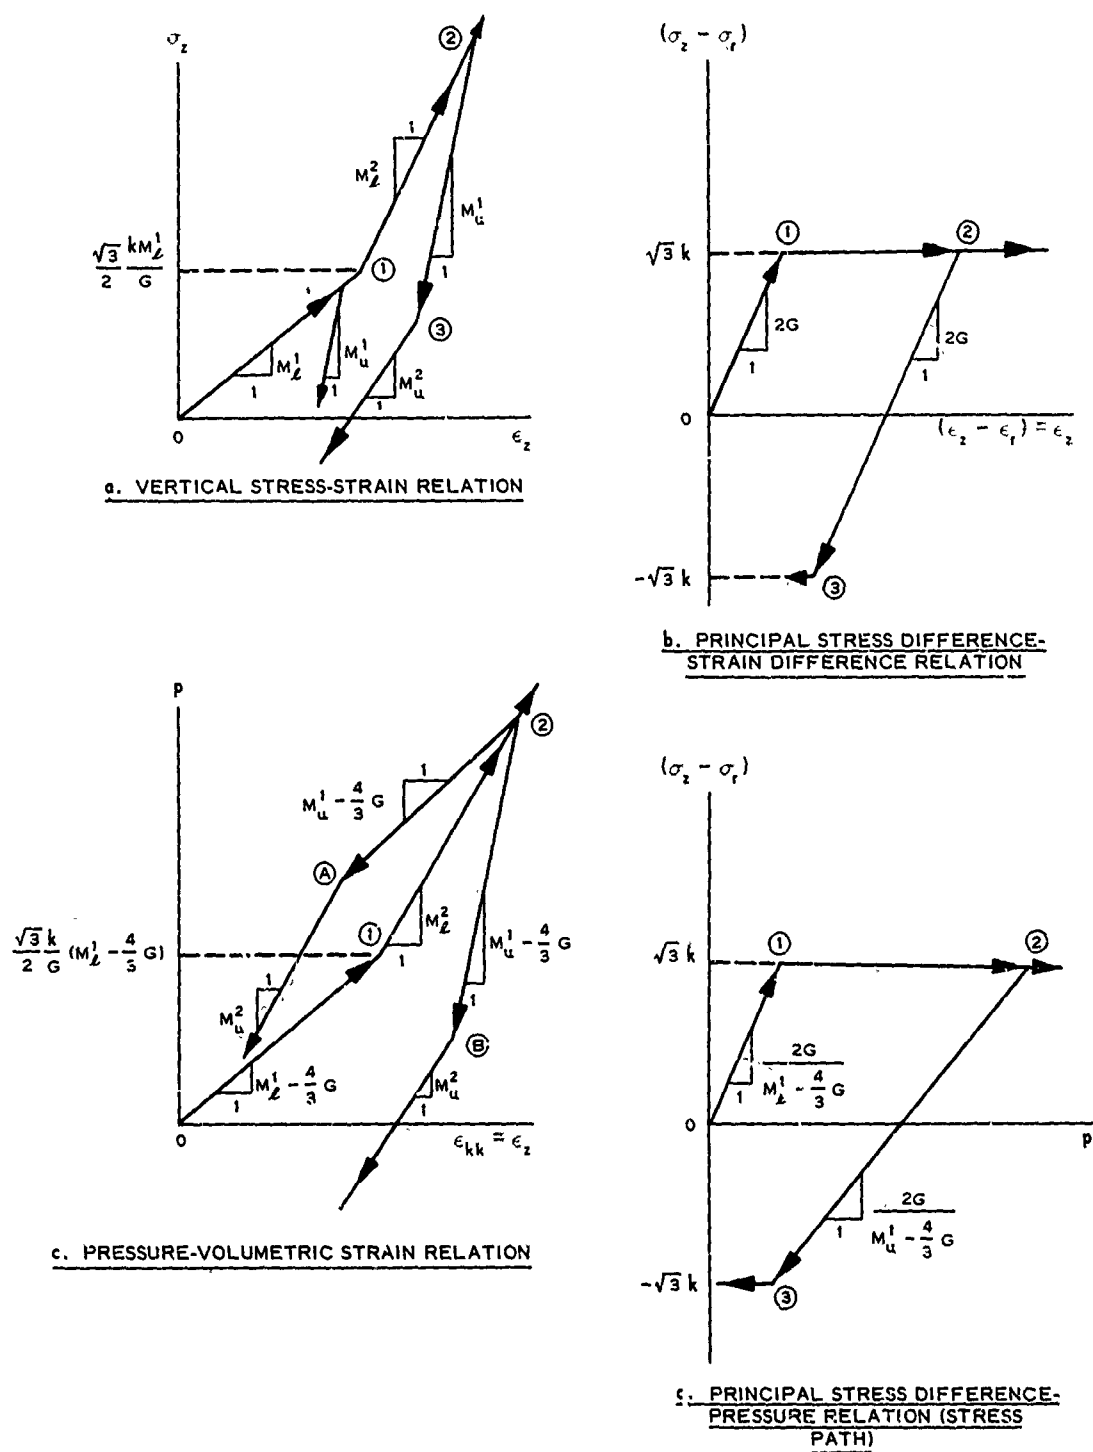 σz
②
1
M²ℓ
M¹u
1
√3/2 kM¹ℓ/G
①
③
M¹ℓ
1
M¹u
1
M²u
1
0
εz
a. VERTICAL STRESS-STRAIN RELATION
(σz − σr)
√3 k
①
②
2G
1
2G
1
0
(εz − εr) = εz
−√3 k
③
b. PRINCIPAL STRESS DIFFERENCE-
STRAIN DIFFERENCE RELATION
P
②
1
M¹u − 4/3 G
Ⓐ
①
M²ℓ
1
M¹u − 4/3 G
1
√3/2 k/G (M¹ℓ − 4/3 G)
1
M²u
Ⓑ
M¹ℓ − 4/3 G
1
M²u
1
0
εkk = εz
c. PRESSURE-VOLUMETRIC STRAIN RELATION
(σz − σr)
√3 k
①
②
2G/(M¹ℓ − 4/3 G)
1
0
P
2G/(M¹u − 4/3 G)
1
−√3 k
③
c. PRINCIPAL STRESS DIFFERENCE-
PRESSURE RELATION (STRESS
PATH)